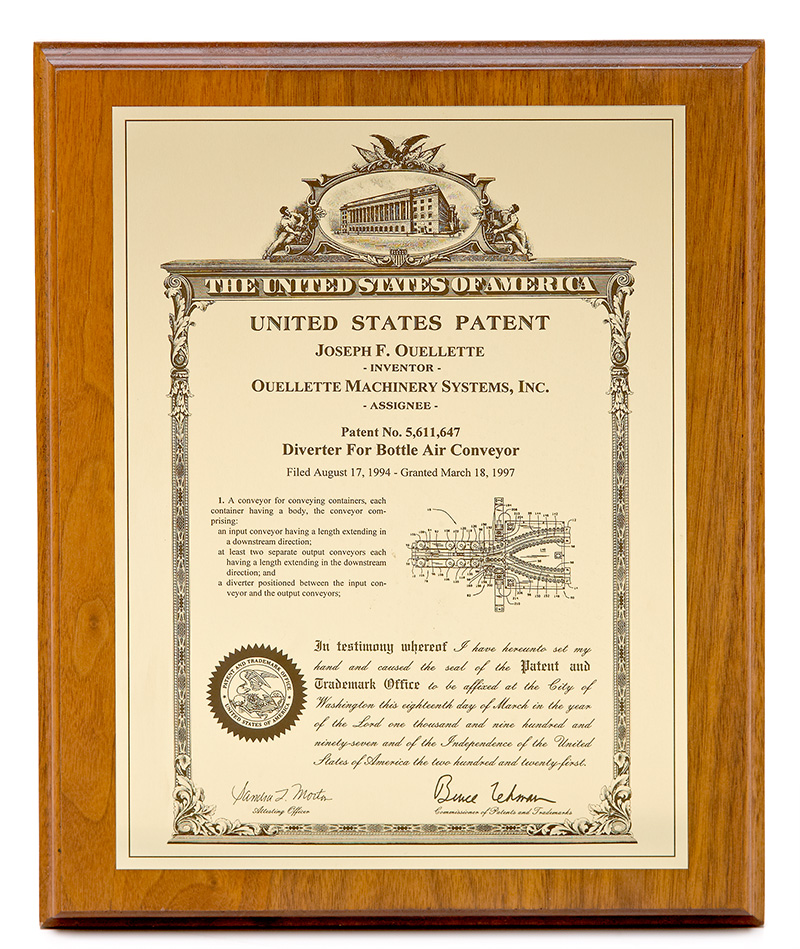 THE UNITED STATES OF AMERICA
UNITED STATES PATENT
JOSEPH F. OUELLETTE
- INVENTOR -
OUELLETTE MACHINERY SYSTEMS, INC.
- ASSIGNEE -
Patent No. 5,611,647
Diverter For Bottle Air Conveyor
Filed August 17, 1994 - Granted March 18, 1997
1. A conveyor for conveying containers, each
container having a body, the conveyor com-
prising:
an input conveyor having a length extending in
a downstream direction;
at least two separate output conveyors each
having a length extending in the downstream
direction; and
a diverter positioned between the input con-
veyor and the output conveyors;
In testimony whereof I have hereunto set my
hand and caused the seal of the Patent and
Trademark Office to be affixed at the City of
Washington this eighteenth day of March in the year
of the Lord one thousand and nine hundred and
ninety-seven and of the Independence of the United
States of America the two hundred and twenty-first.
PATENT AND TRADEMARK OFFICE
UNITED STATES OF AMERICA
Bruce Lehman
Attesting Officer
Commissioner of Patents and Trademarks